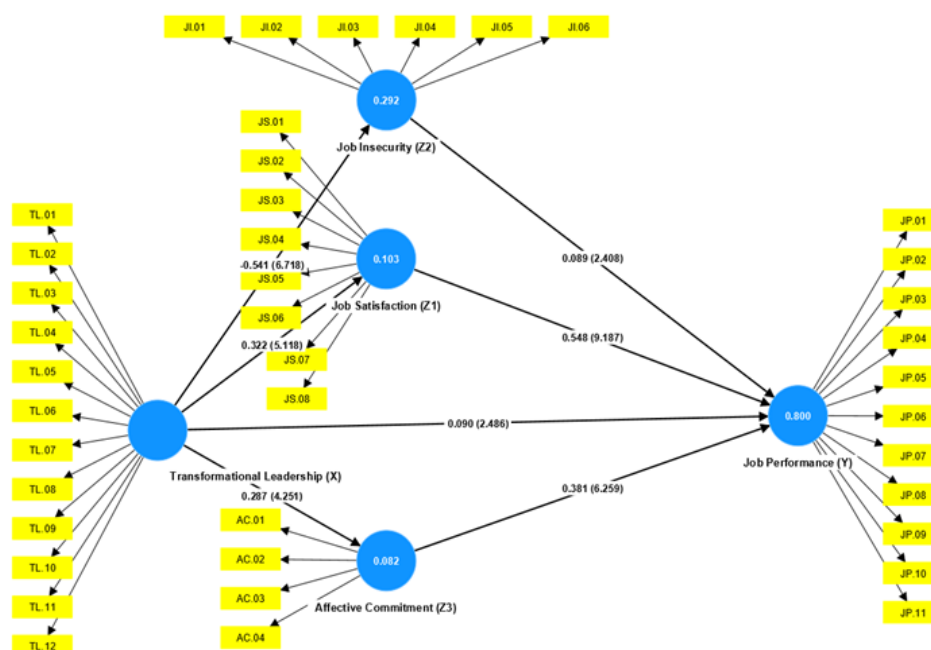 JI.01
JI.02
JI.03
JI.04
JI.05
JI.06
0.292
Job Insecurity (Z2)
JS.01
JS.02
JS.03
JS.04
JS.05
JS.06
JS.07
JS.08
0.103
Job Satisfaction (Z1)
-0.541 (6.718)
0.322 (5.118)
0.089 (2.408)
0.548 (9.187)
0.090 (2.486)
0.381 (6.259)
TL.01
TL.02
TL.03
TL.04
TL.05
TL.06
TL.07
TL.08
TL.09
TL.10
TL.11
TL.12
Transformational Leadership (X)
0.287 (4.251)
AC.01
AC.02
AC.03
AC.04
0.082
Affective Commitment (Z3)
0.800
Job Performance (Y)
JP.01
JP.02
JP.03
JP.04
JP.05
JP.06
JP.07
JP.08
JP.09
JP.10
JP.11